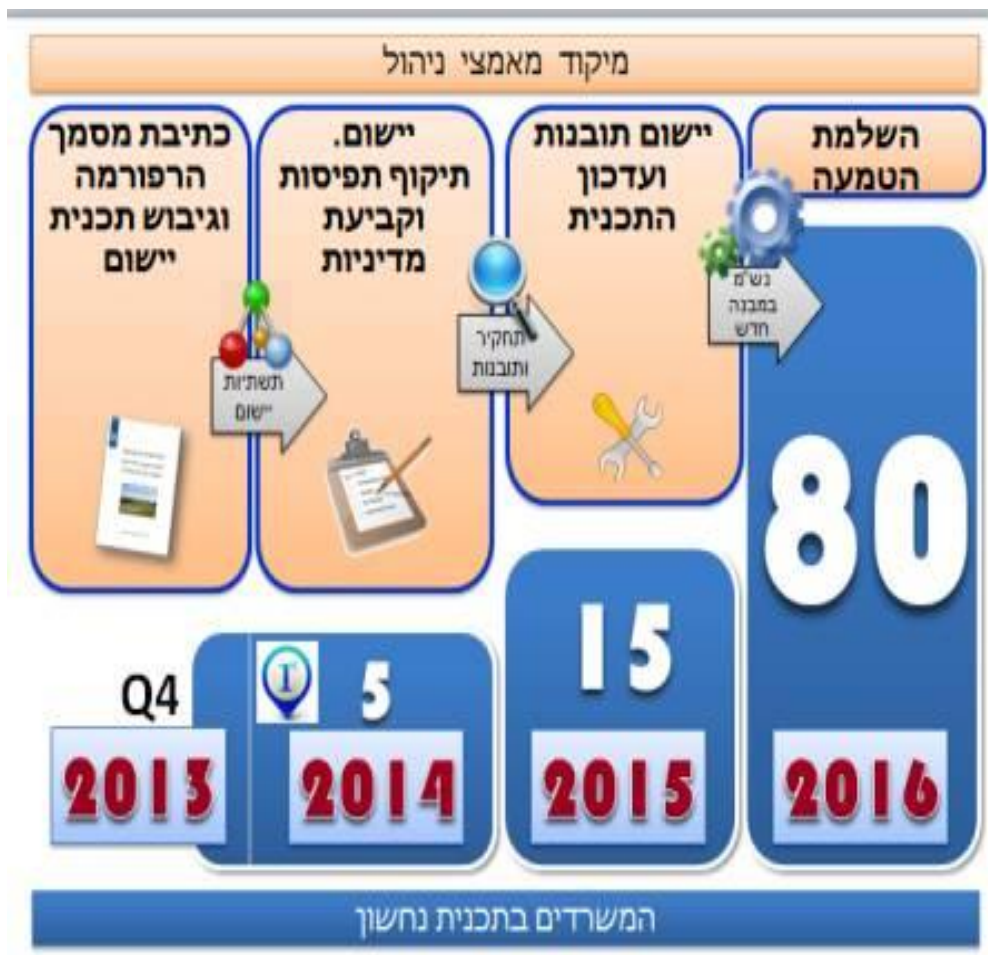 מיקוד מאמצי ניהול
כתיבת מסמך
הרפורמה
וגיבוש תכנית
יישום
יישום.
תיקוף תפיסות
וקביעת
מדיניות
יישום תובנות
ועדכון
התכנית
השלמת
הטמעה
תשתיות
יישום
תחקיר
ותובנות
נש"מ
במבנה
חדש
Q4
2013
5
2014
15
2015
80
2016
המשרדים בתכנית נחשון